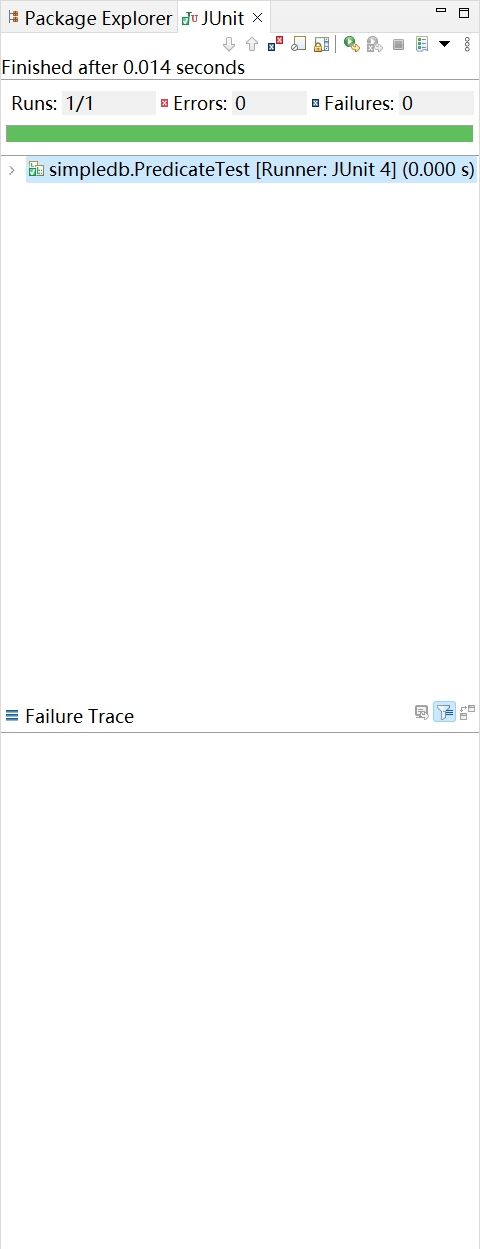 Package Explorer JUnit
Finished after 0.014 seconds
Runs: 1/1 Errors: 0 Failures: 0
simpledb.PredicateTest [Runner: JUnit 4] (0.000 s)
Failure Trace